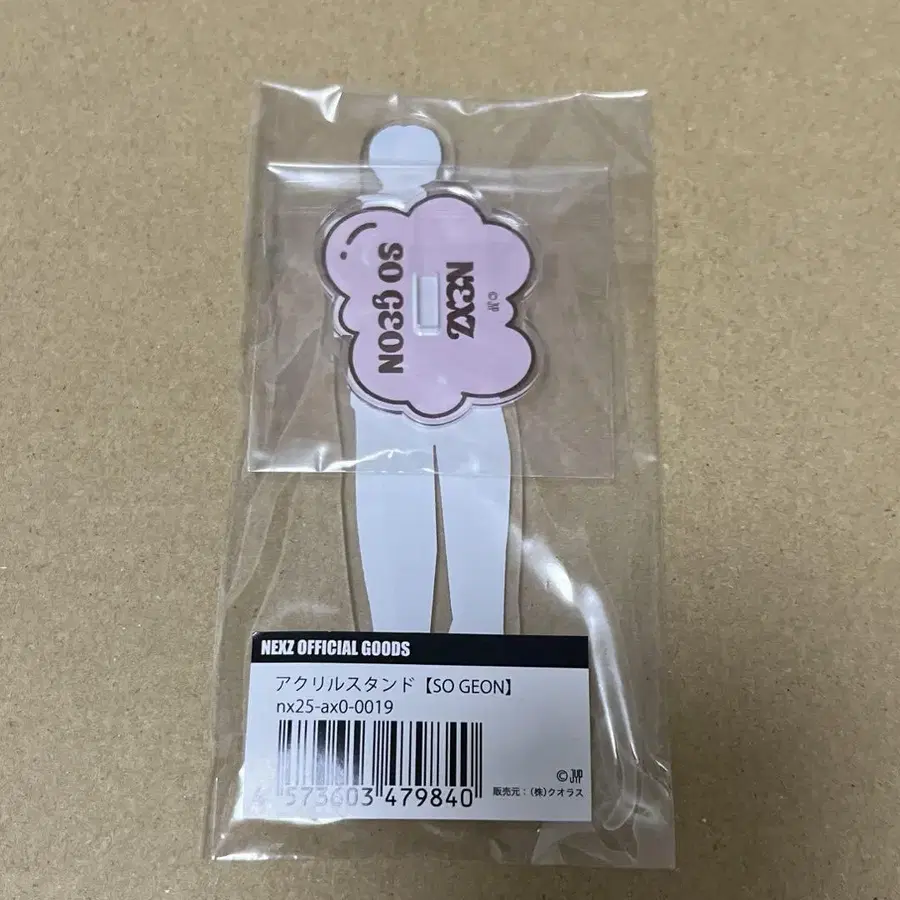 SO GEON
NEXZ
© JYP
NEXZ OFFICIAL GOODS
アクリルスタンド【SO GEON】
nx25-ax0-0019
© JYP
4 573603 479840
販売元：(株)クオラス